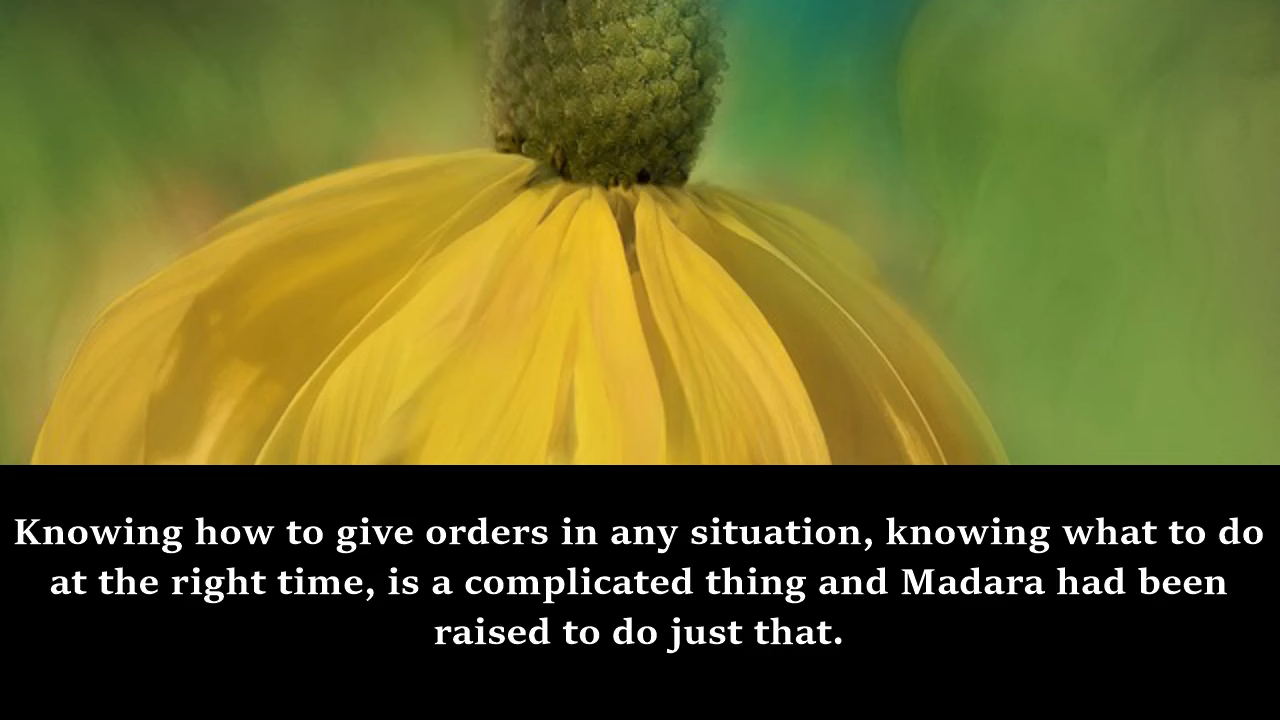 Knowing how to give orders in any situation, knowing what to do
at the right time, is a complicated thing and Madara had been
raised to do just that.